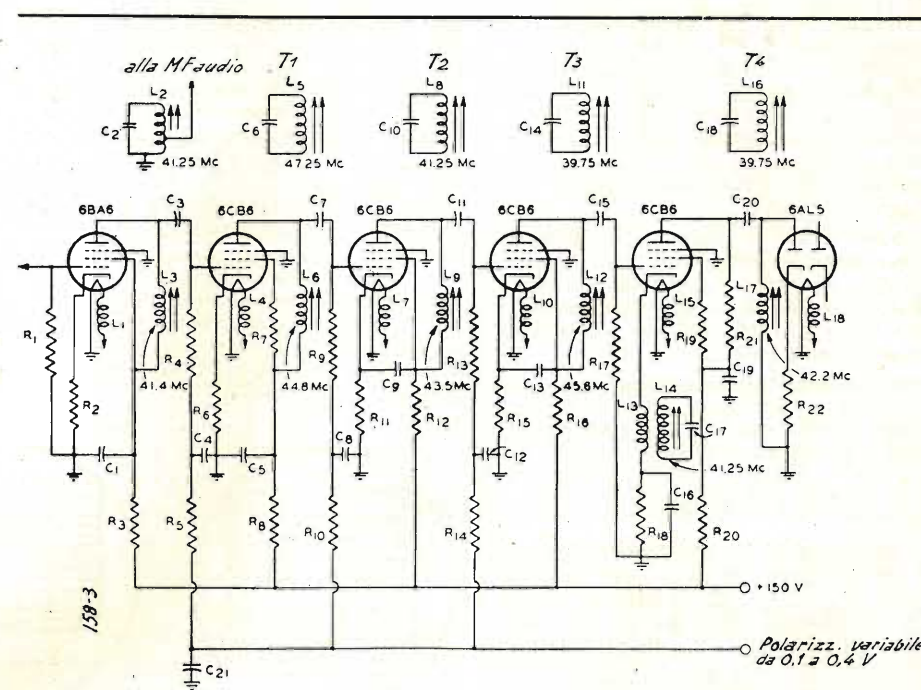 alla MF audio T1 T2 T3 T4
L2 L5 L8 L11 L16
C2 C6 C10 C14 C18
41.25 Mc 47.25 Mc 41.25 Mc 39.75 Mc 39.75 Mc
C3 C7 C11 C15 C20
6BA6 6CB6 6CB6 6CB6 6CB6 6AL5
L3 L6 L9 L12 L17
L1 L4 L7 L10 L15 L18
R1 R4 R7 R9 R13 R17 R19 R21
41.4 Mc 44.8 Mc C9 43.5 Mc C13 45.6 Mc C19 42.2 Mc
R2 R6 R11 R12 R15 R16 L13 L14 C17 R22
C1 C4 C5 C8 C12 41.25 Mc
C16
R3 R5 R8 R10 R14 R18 R20
+150 V
158-3
Polarizz. variabile
da 0,1 a 0,4 V
C21